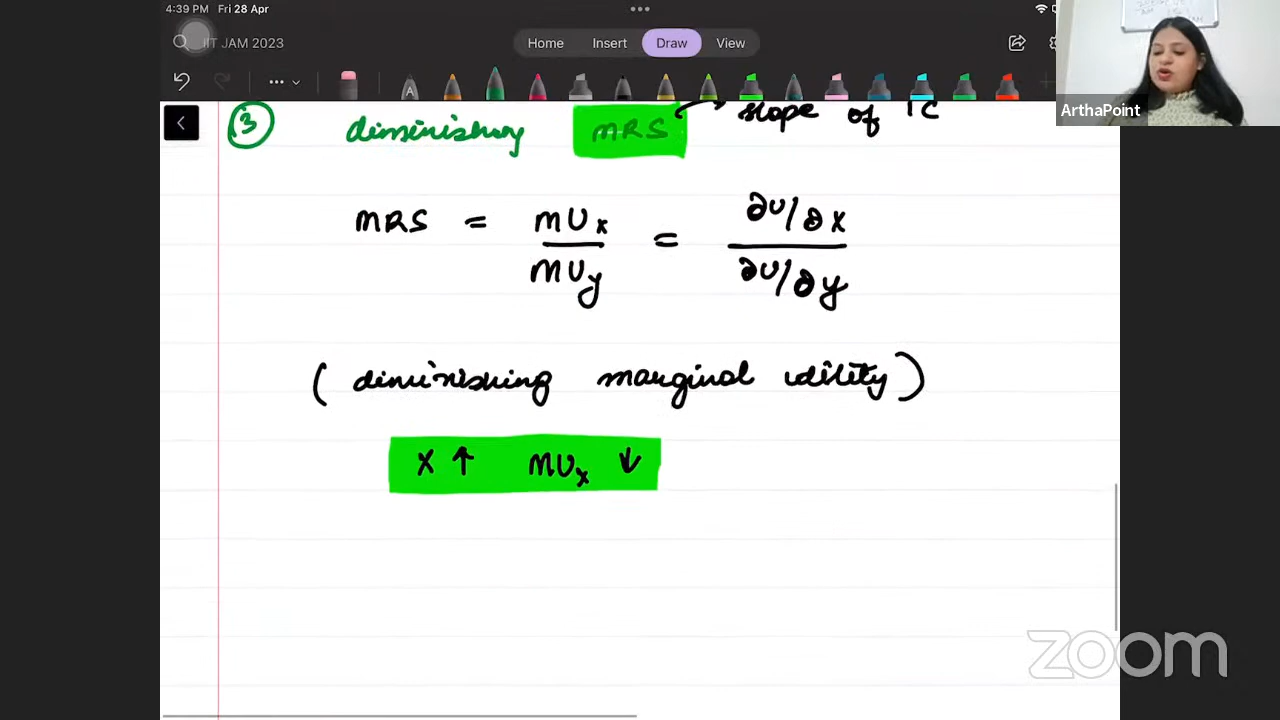 4:39 PM Fri 28 Apr
IIT JAM 2023
Home Insert Draw View
A
ArthaPoint
③ diminishing MRS → slope of IC
MRS = MUx / MUy = ∂U/∂x / ∂U/∂y
( diminishing marginal utility )
X ↑ MUx ↓
zoom